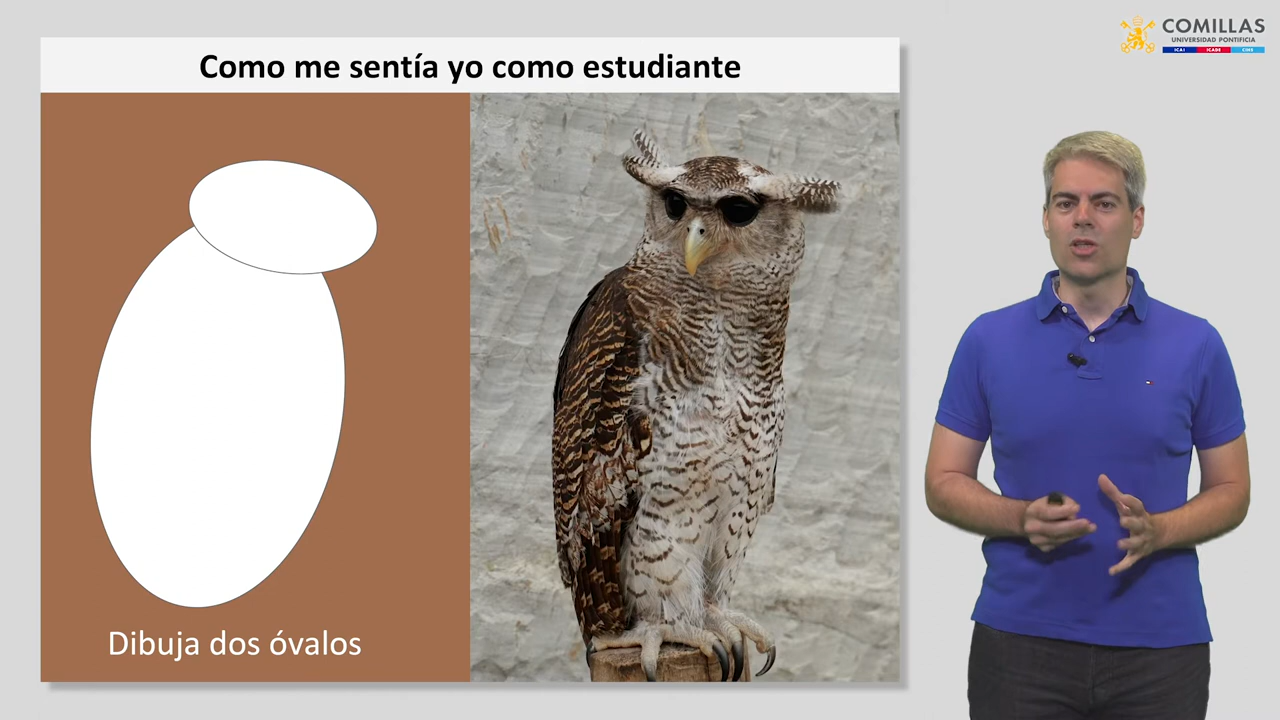 COMILLAS
UNIVERSIDAD PONTIFICIA
ICAI ICADE CIHS
Como me sentía yo como estudiante
Dibuja dos óvalos